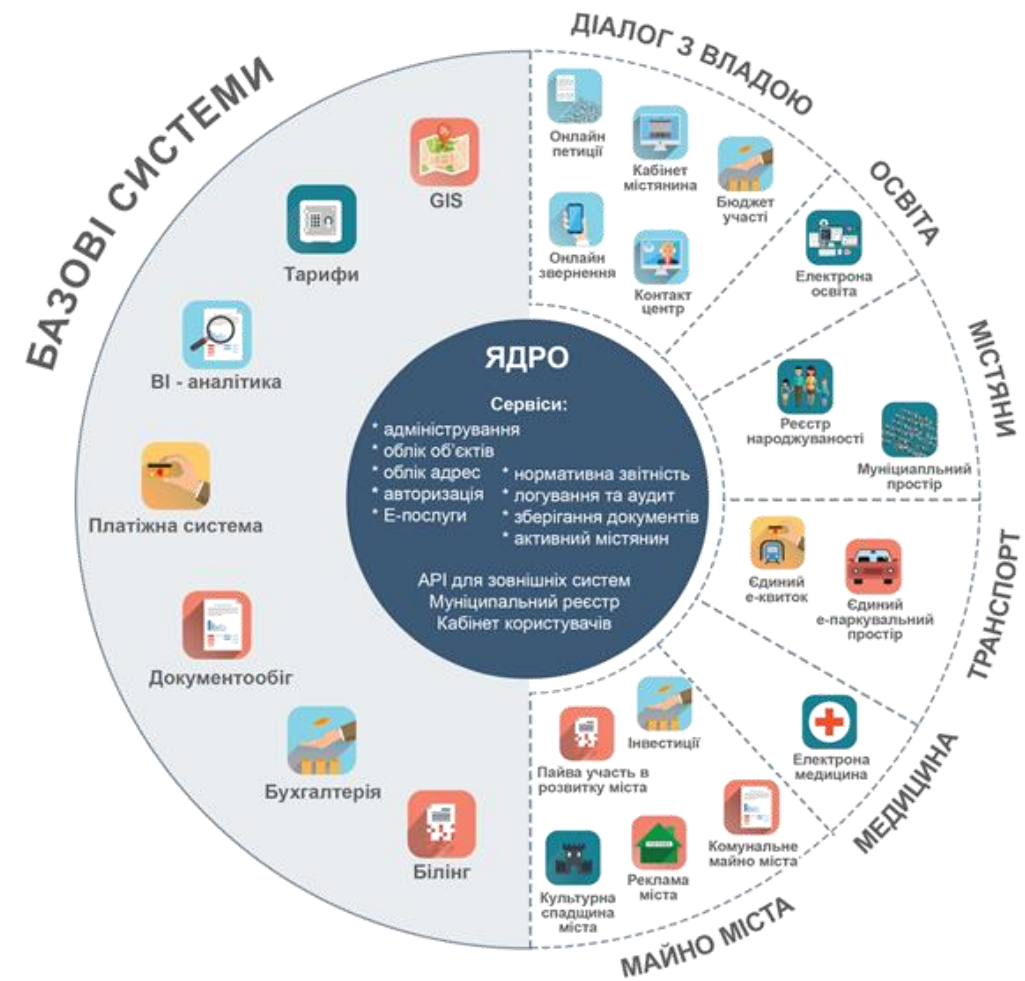 БАЗОВІ СИСТЕМИ
GIS
Тарифи
ВІ - аналітика
Платіжна система
Документообіг
Бухгалтерія
Білінг
ЯДРО
Сервіси:
* адміністрування
* облік об'єктів
* облік адрес
* авторизація
* Е-послуги
* нормативна звітність
* логування та аудит
* зберігання документів
* активний містянин
АРІ для зовнішніх систем
Муніципальний реєстр
Кабінет користувачів
ДІАЛОГ З ВЛАДОЮ
Онлайн
петиції
Кабінет
містянина
Бюджет
участі
Онлайн
звернення
Контакт
центр
ОСВІТА
Електрона
освіта
МІСТЯНИ
Реєстр
народжуваності
Муніциапльний
простір
ТРАНСПОРТ
Єдиний
е-квиток
Єдиний
е-паркувальний
простір
МЕДИЦИНА
Електрона
медицина
МАЙНО МІСТА
Інвестиції
Пайва участь в
розвитку міста
Комунальне
майно міста
Реклама
міста
Культурна
спадщина
міста